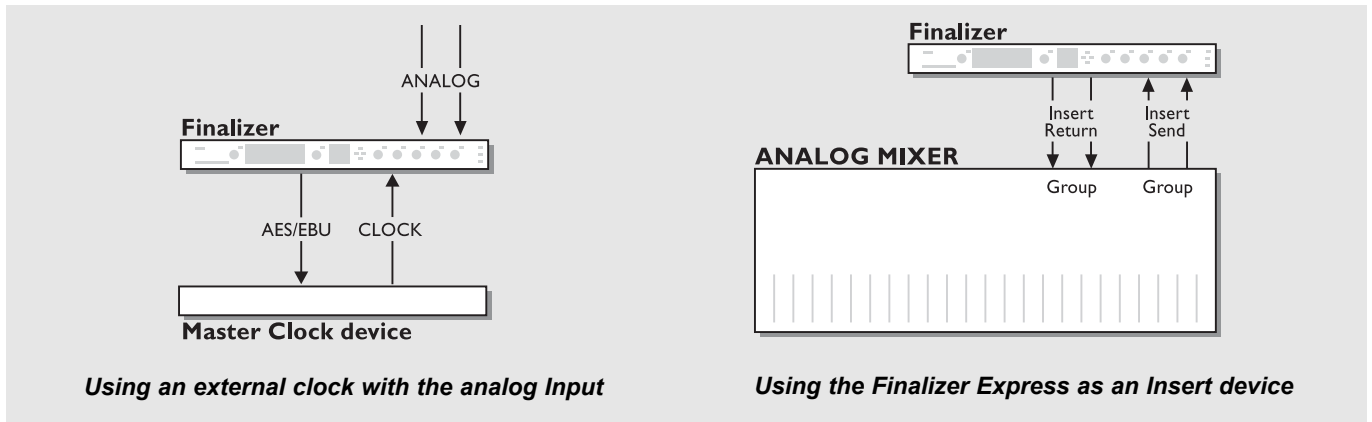 ANALOG
Finalizer
AES/EBU CLOCK
Master Clock device
Using an external clock with the analog Input
Finalizer
Insert Insert
Return Send
ANALOG MIXER
Group Group
Using the Finalizer Express as an Insert device